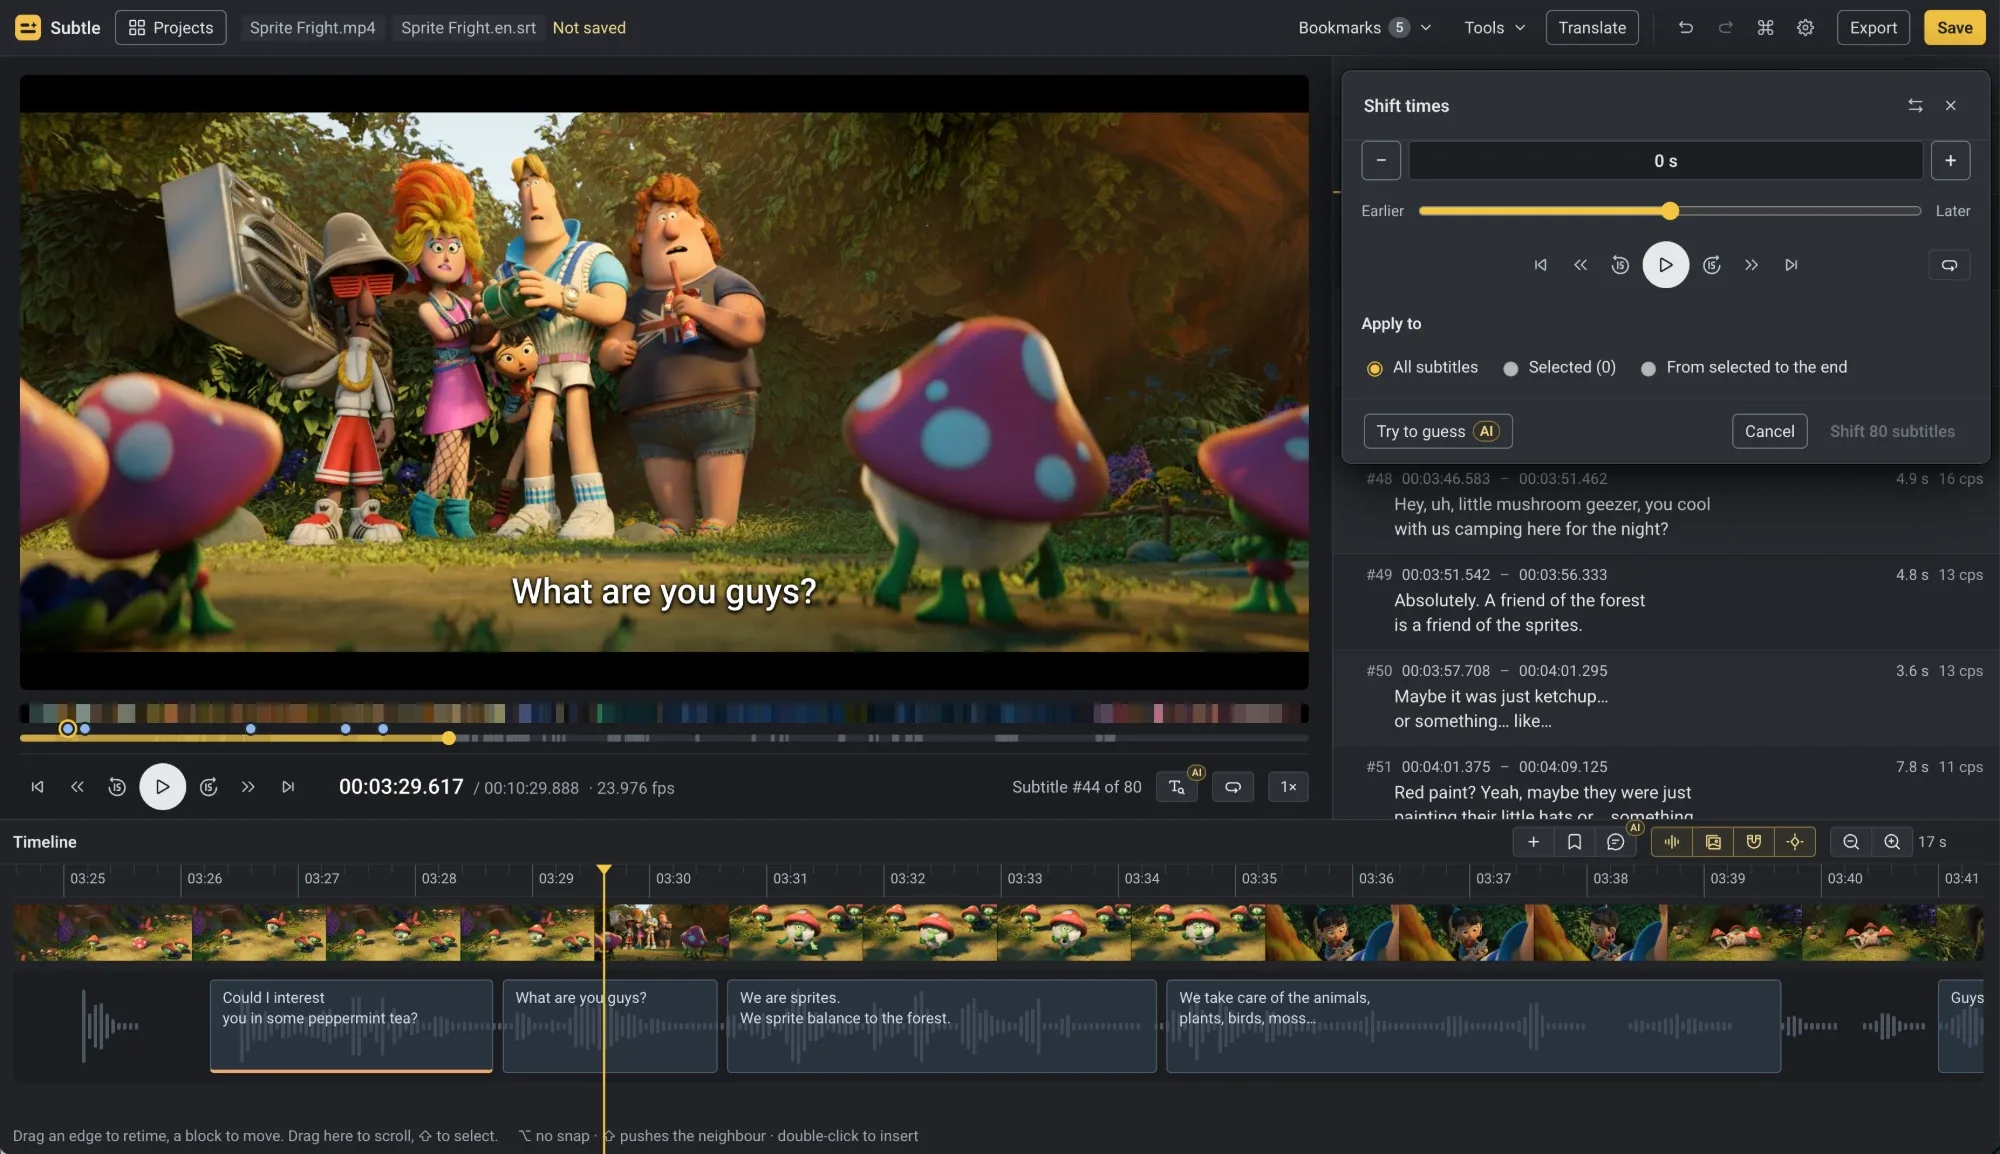 Subtle
Projects
Sprite Fright.mp4
Sprite Fright.en.srt
Not saved
Bookmarks 5
Tools
Translate
Export
Save
What are you guys?
Shift times
− 0 s +
Earlier
Later
15
15
Apply to
All subtitles
Selected (0)
From selected to the end
Try to guess AI
Cancel
Shift 80 subtitles
#48 00:03:46.583 – 00:03:51.462 4.9 s 16 cps
Hey, uh, little mushroom geezer, you cool
with us camping here for the night?
#49 00:03:51.542 – 00:03:56.333 4.8 s 13 cps
Absolutely. A friend of the forest
is a friend of the sprites.
#50 00:03:57.708 – 00:04:01.295 3.6 s 13 cps
Maybe it was just ketchup…
or something… like…
#51 00:04:01.375 – 00:04:09.125 7.8 s 11 cps
Red paint? Yeah, maybe they were just
painting their little hats or… something
15
15
00:03:29.617 / 00:10:29.888 · 23.976 fps
Subtitle #44 of 80
AI
1×
Timeline
AI
17 s
03:25 03:26 03:27 03:28 03:29 03:30 03:31 03:32 03:33 03:34 03:35 03:36 03:37 03:38 03:39 03:40 03:41
Could I interest
you in some peppermint tea?
What are you guys?
We are sprites.
We sprite balance to the forest.
We take care of the animals,
plants, birds, moss…
Guys
Drag an edge to retime, a block to move. Drag here to scroll, ⇧ to select. ⌥ no snap · ⇧ pushes the neighbour · double-click to insert